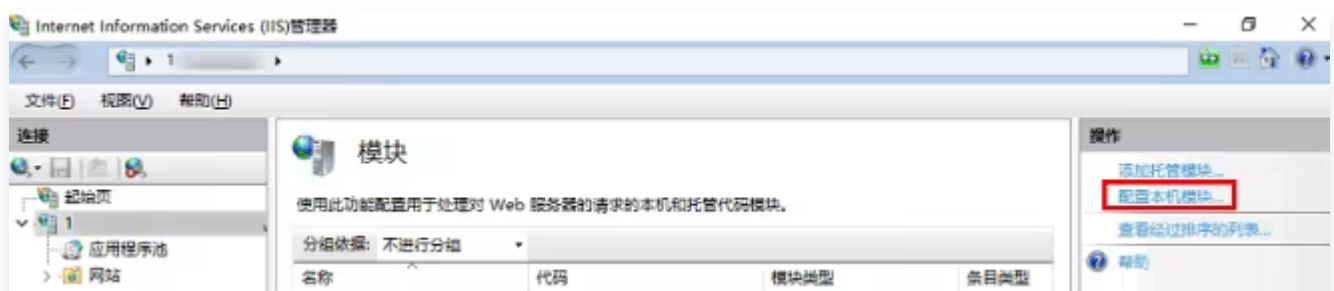 Internet Information Services (IIS)管理器
1
文件(F) 视图(V) 帮助(H)
连接
起始页
1
应用程序池
网站
模块
使用此功能配置用于处理对 Web 服务器的请求的本机和托管代码模块。
分组依据: 不进行分组
名称 代码 模块类型 条目类型
操作
添加托管模块...
配置本机模块...
查看经过排序的列表...
帮助